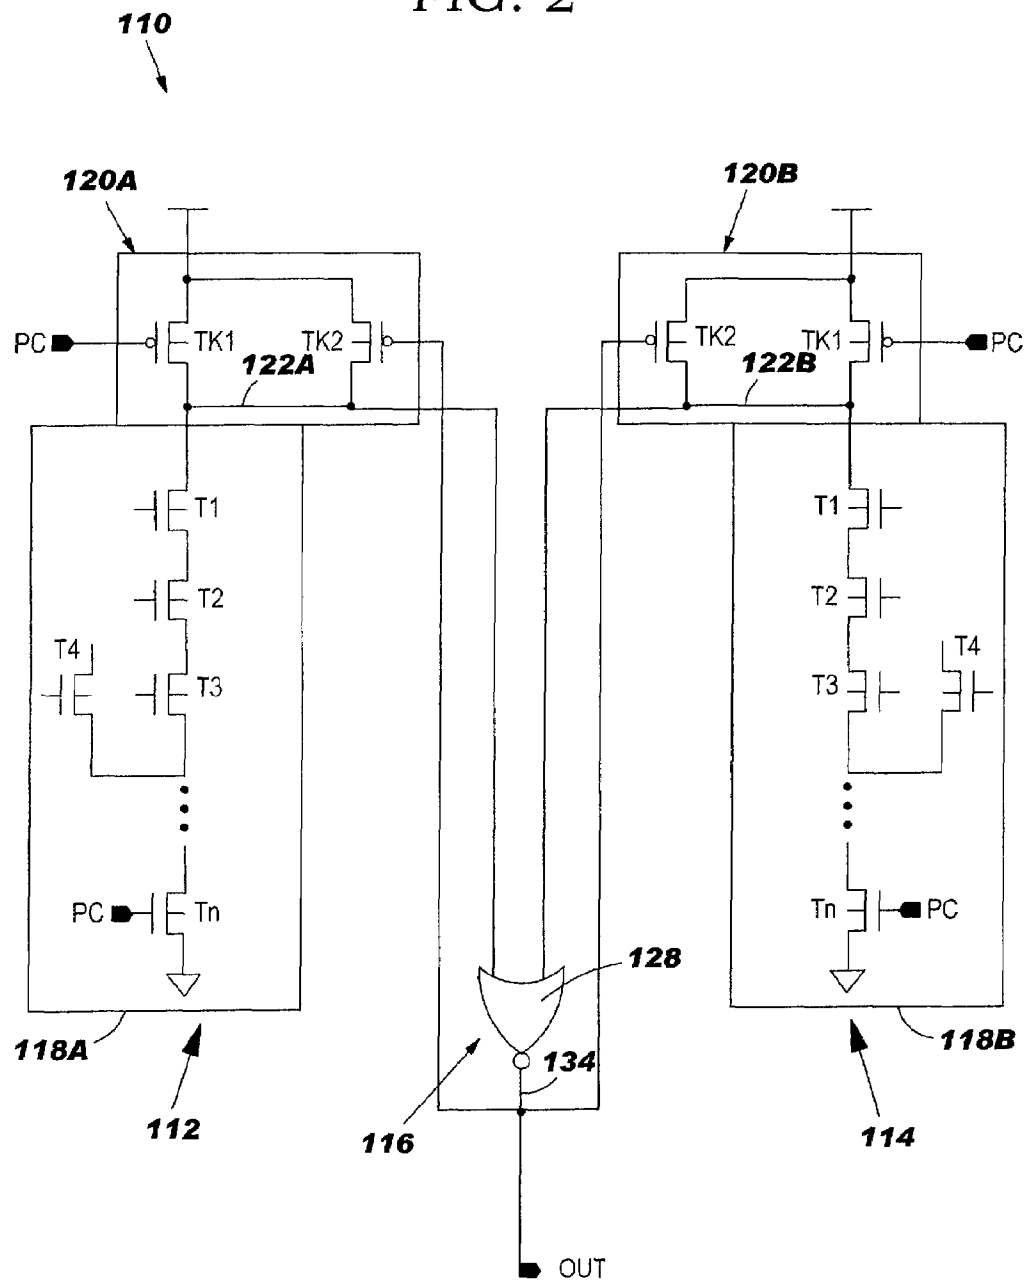 FIG. 2
110
120A
120B
PC
TK1
TK2
TK2
TK1
PC
122A
122B
T1
T1
T2
T2
T4
T3
T3
T4
PC
Tn
Tn
PC
128
118A
134
118B
112
116
114
OUT